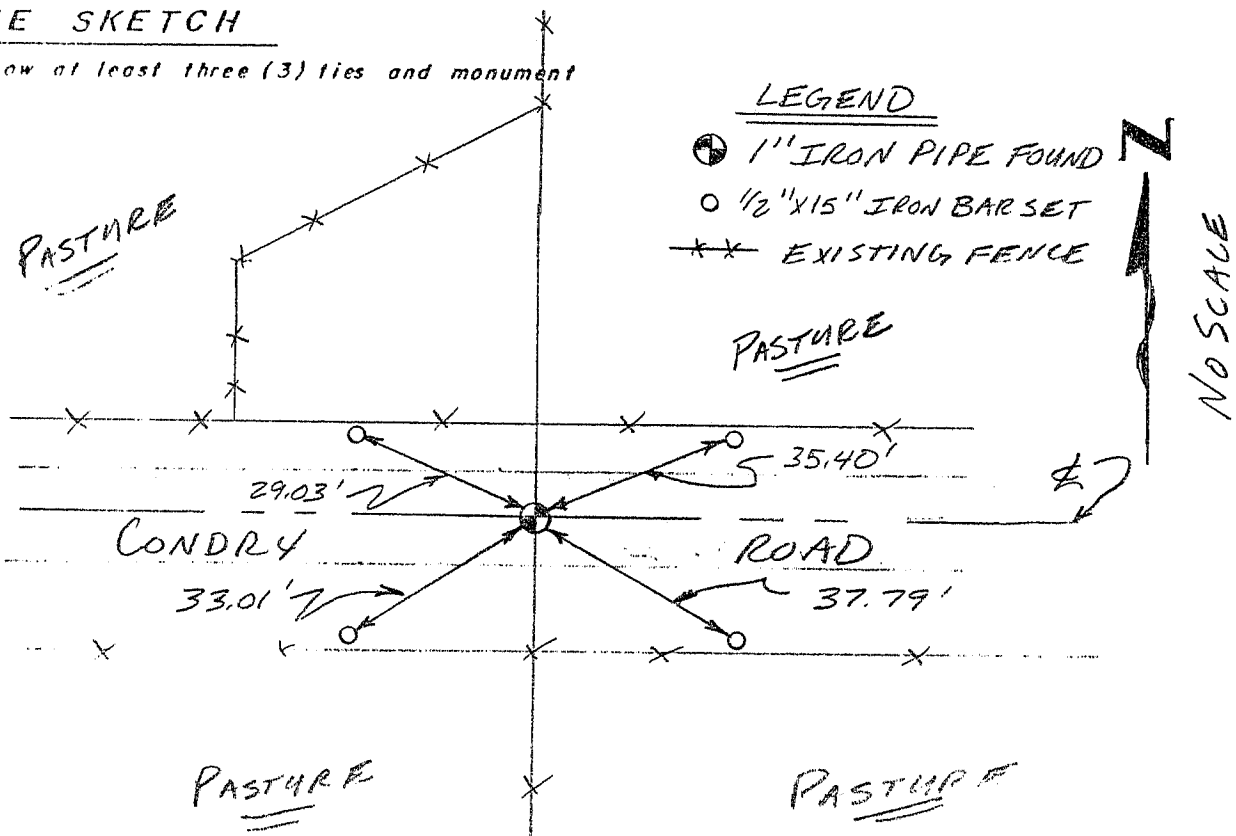 E SKETCH
ow at least three (3) ties and monument
LEGEND
1" IRON PIPE FOUND
1/2"X15" IRON BAR SET
EXISTING FENCE
N
NO SCALE
PASTURE
PASTURE
35.40'
29.03'
℄
CONDRY ROAD
33.01'
37.79'
PASTURE
PASTURE